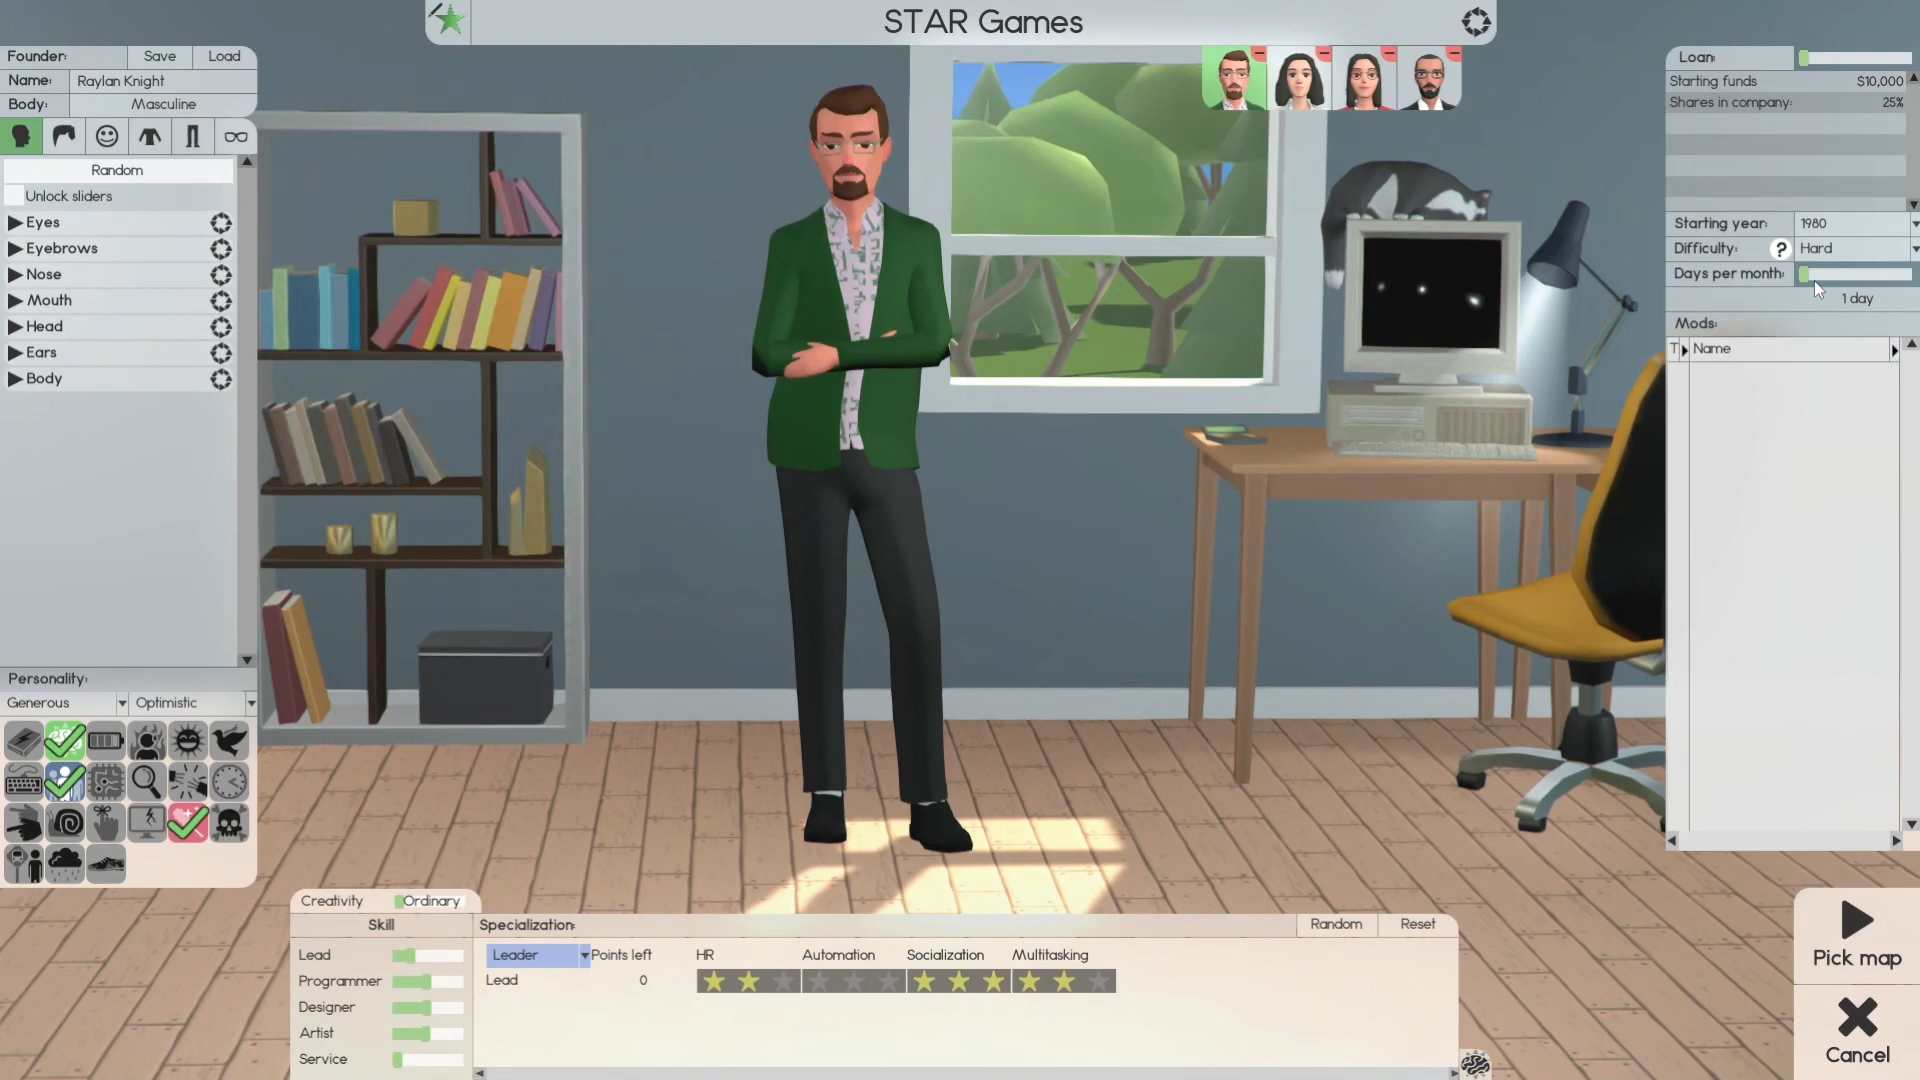 STAR Games
Founder: Save Load
Name: Raylan Knight
Body: Masculine
Random
Unlock sliders
Eyes
Eyebrows
Nose
Mouth
Head
Ears
Body
Personality:
Generous Optimistic
Loan:
Starting funds $10,000
Shares in company: 25%
Starting year: 1980
Difficulty: ? Hard
Days per month:
1 day
Mods:
T Name
Creativity Ordinary
Skill
Lead
Programmer
Designer
Artist
Service
Specialization: Random Reset
Leader Points left HR Automation Socialization Multitasking
Lead 0
Pick map
Cancel